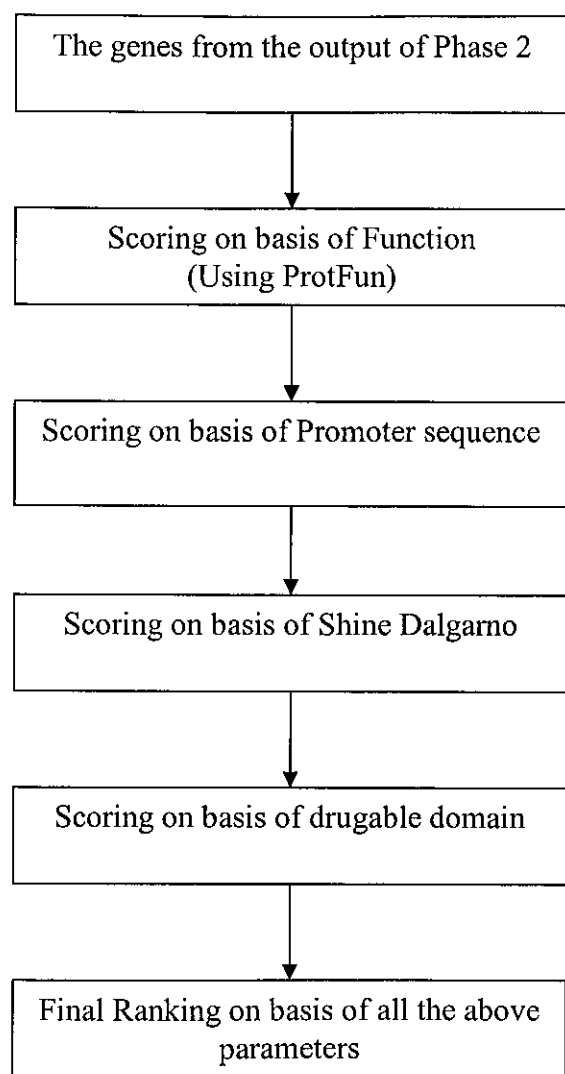 The genes from the output of Phase 2
Scoring on basis of Function
(Using ProtFun)
Scoring on basis of Promoter sequence
Scoring on basis of Shine Dalgarno
Scoring on basis of drugable domain
Final Ranking on basis of all the above
parameters